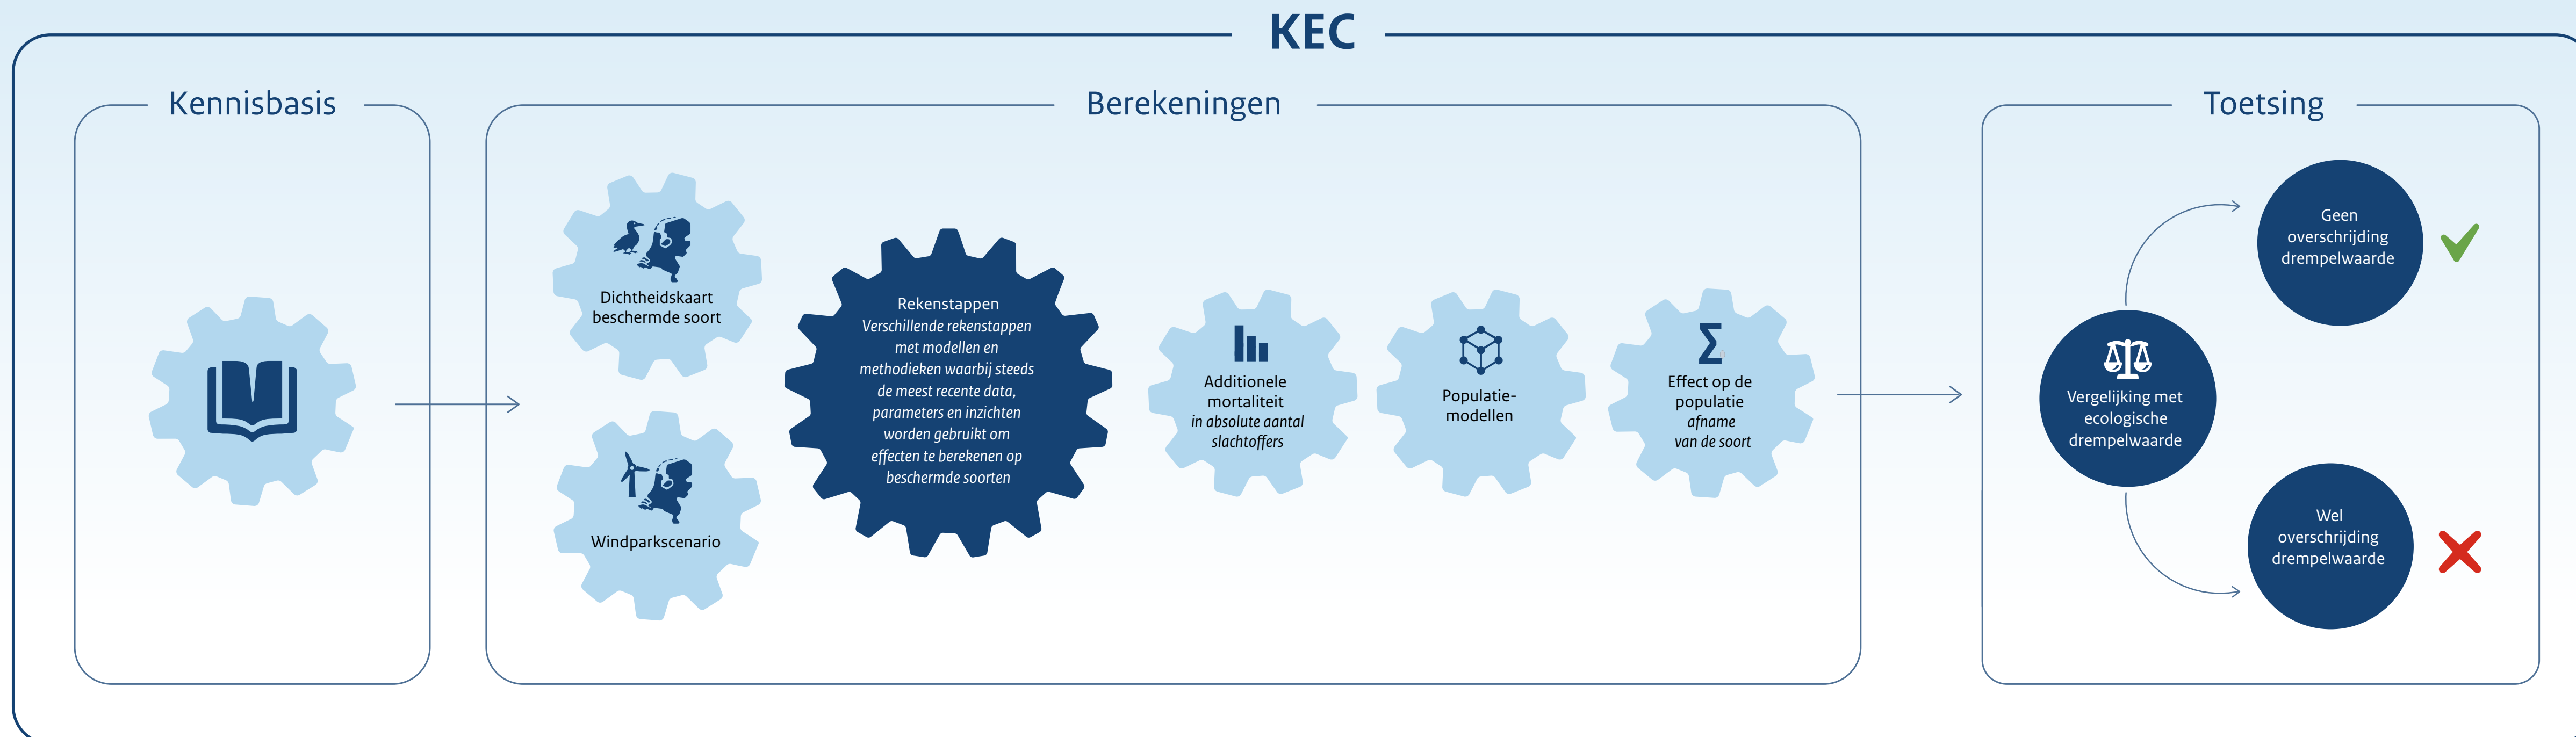 KEC
Kennisbasis
Berekeningen
Dichtheidskaart
beschermde soort
Windparkscenario
Rekenstappen
Verschillende rekenstappen
met modellen en
methodieken waarbij steeds
de meest recente data,
parameters en inzichten
worden gebruikt om
effecten te berekenen op
beschermde soorten
Additionele
mortaliteit
in absolute aantal
slachtoffers
Populatie-
modellen
Σ
Effect op de
populatie
afname
van de soort
Toetsing
Vergelijking met
ecologische
drempelwaarde
Geen
overschrijding
drempelwaarde
Wel
overschrijding
drempelwaarde